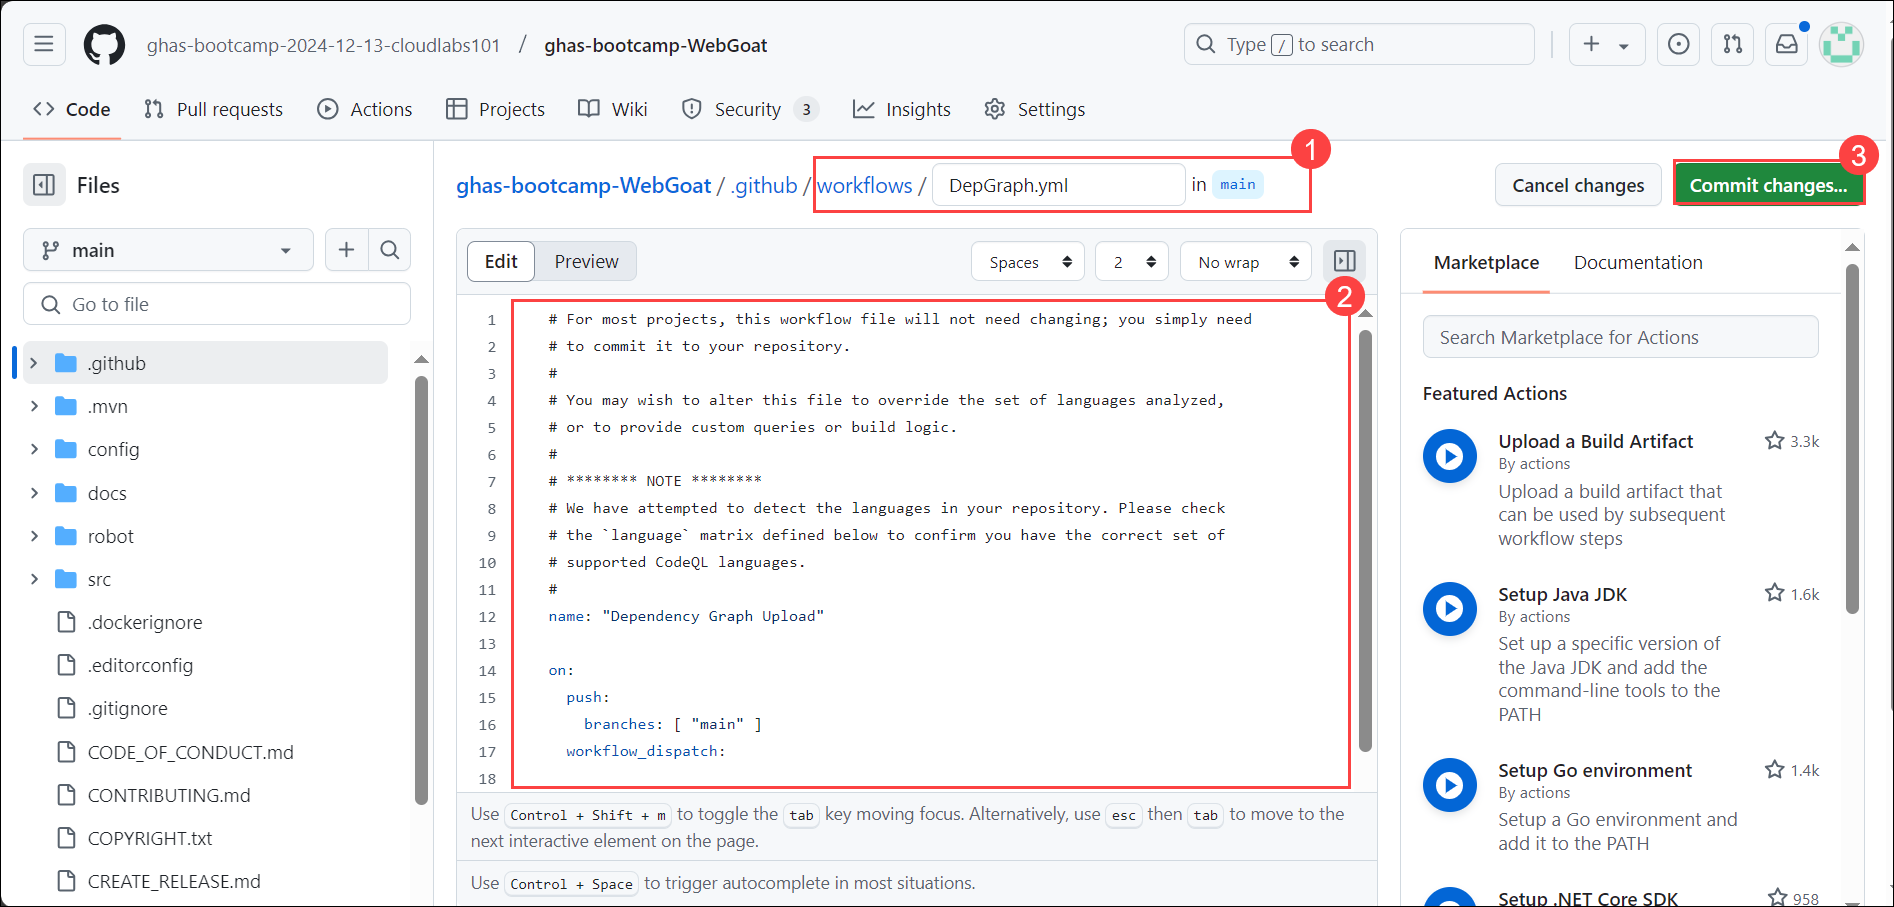 ghas-bootcamp-2024-12-13-cloudlabs101 / ghas-bootcamp-WebGoat
Type / to search
Code
Pull requests
Actions
Projects
Wiki
Security 3
Insights
Settings
1
3
Files
ghas-bootcamp-WebGoat / .github / workflows / DepGraph.yml in main
Cancel changes
Commit changes...
main
Go to file
.github
.mvn
config
docs
robot
src
.dockerignore
.editorconfig
.gitignore
CODE_OF_CONDUCT.md
CONTRIBUTING.md
COPYRIGHT.txt
CREATE_RELEASE.md
Edit
Preview
Spaces
2
No wrap
2
1 # For most projects, this workflow file will not need changing; you simply need
2 # to commit it to your repository.
3 #
4 # You may wish to alter this file to override the set of languages analyzed,
5 # or to provide custom queries or build logic.
6 #
7 # ******** NOTE ********
8 # We have attempted to detect the languages in your repository. Please check
9 # the `language` matrix defined below to confirm you have the correct set of
10 # supported CodeQL languages.
11 #
12 name: "Dependency Graph Upload"
13
14 on:
15 push:
16 branches: [ "main" ]
17 workflow_dispatch:
18
Use Control + Shift + m to toggle the tab key moving focus. Alternatively, use esc then tab to move to the
next interactive element on the page.
Use Control + Space to trigger autocomplete in most situations.
Marketplace
Documentation
Search Marketplace for Actions
Featured Actions
Upload a Build Artifact 3.3k
By actions
Upload a build artifact that
can be used by subsequent
workflow steps
Setup Java JDK 1.6k
By actions
Set up a specific version of
the Java JDK and add the
command-line tools to the
PATH
Setup Go environment 1.4k
By actions
Setup a Go environment and
add it to the PATH
Setup .NET Core SDK 958